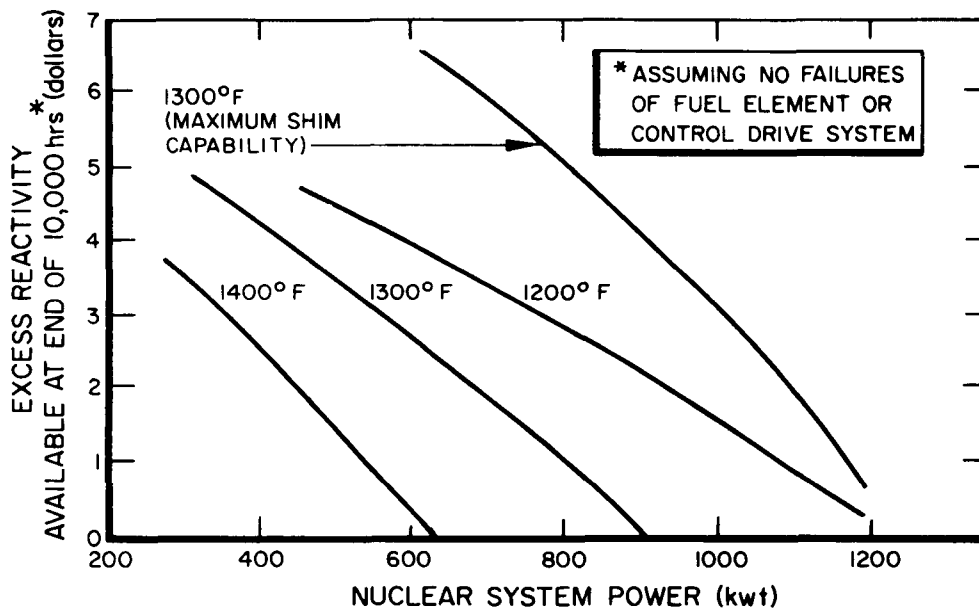 EXCESS REACTIVITY
AVAILABLE AT END OF 10,000 hrs* (dollars)
7
6
5
4
3
2
1
0
1300°F
(MAXIMUM SHIM
CAPABILITY)
* ASSUMING NO FAILURES
OF FUEL ELEMENT OR
CONTROL DRIVE SYSTEM
1400°F
1300°F
1200°F
200
400
600
800
1000
1200
NUCLEAR SYSTEM POWER (kwt)